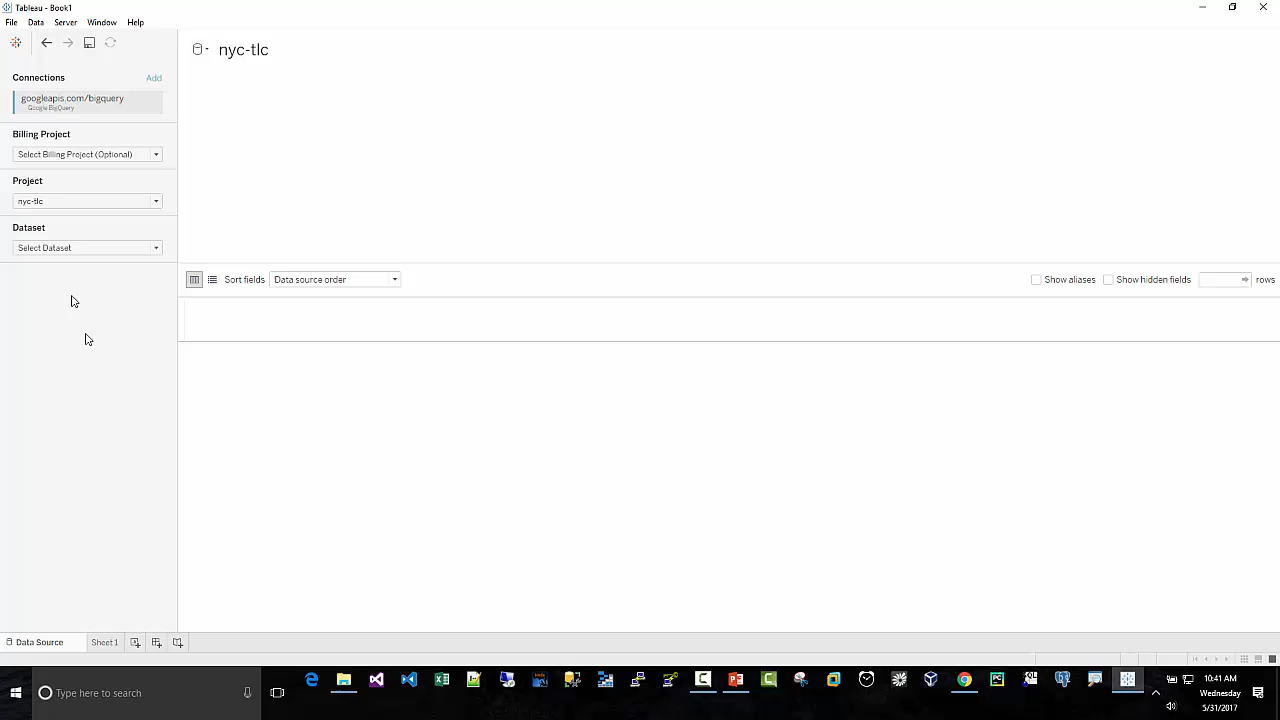 Tableau - Book1
File Data Server Window Help
Connections Add
googleapis.com/bigquery
Google BigQuery
Billing Project
Select Billing Project (Optional)
Project
nyc-tlc
Dataset
Select Dataset
nyc-tlc
Sort fields Data source order Show aliases Show hidden fields rows
Data Source Sheet 1
Type here to search
10:41 AM
Wednesday
5/31/2017